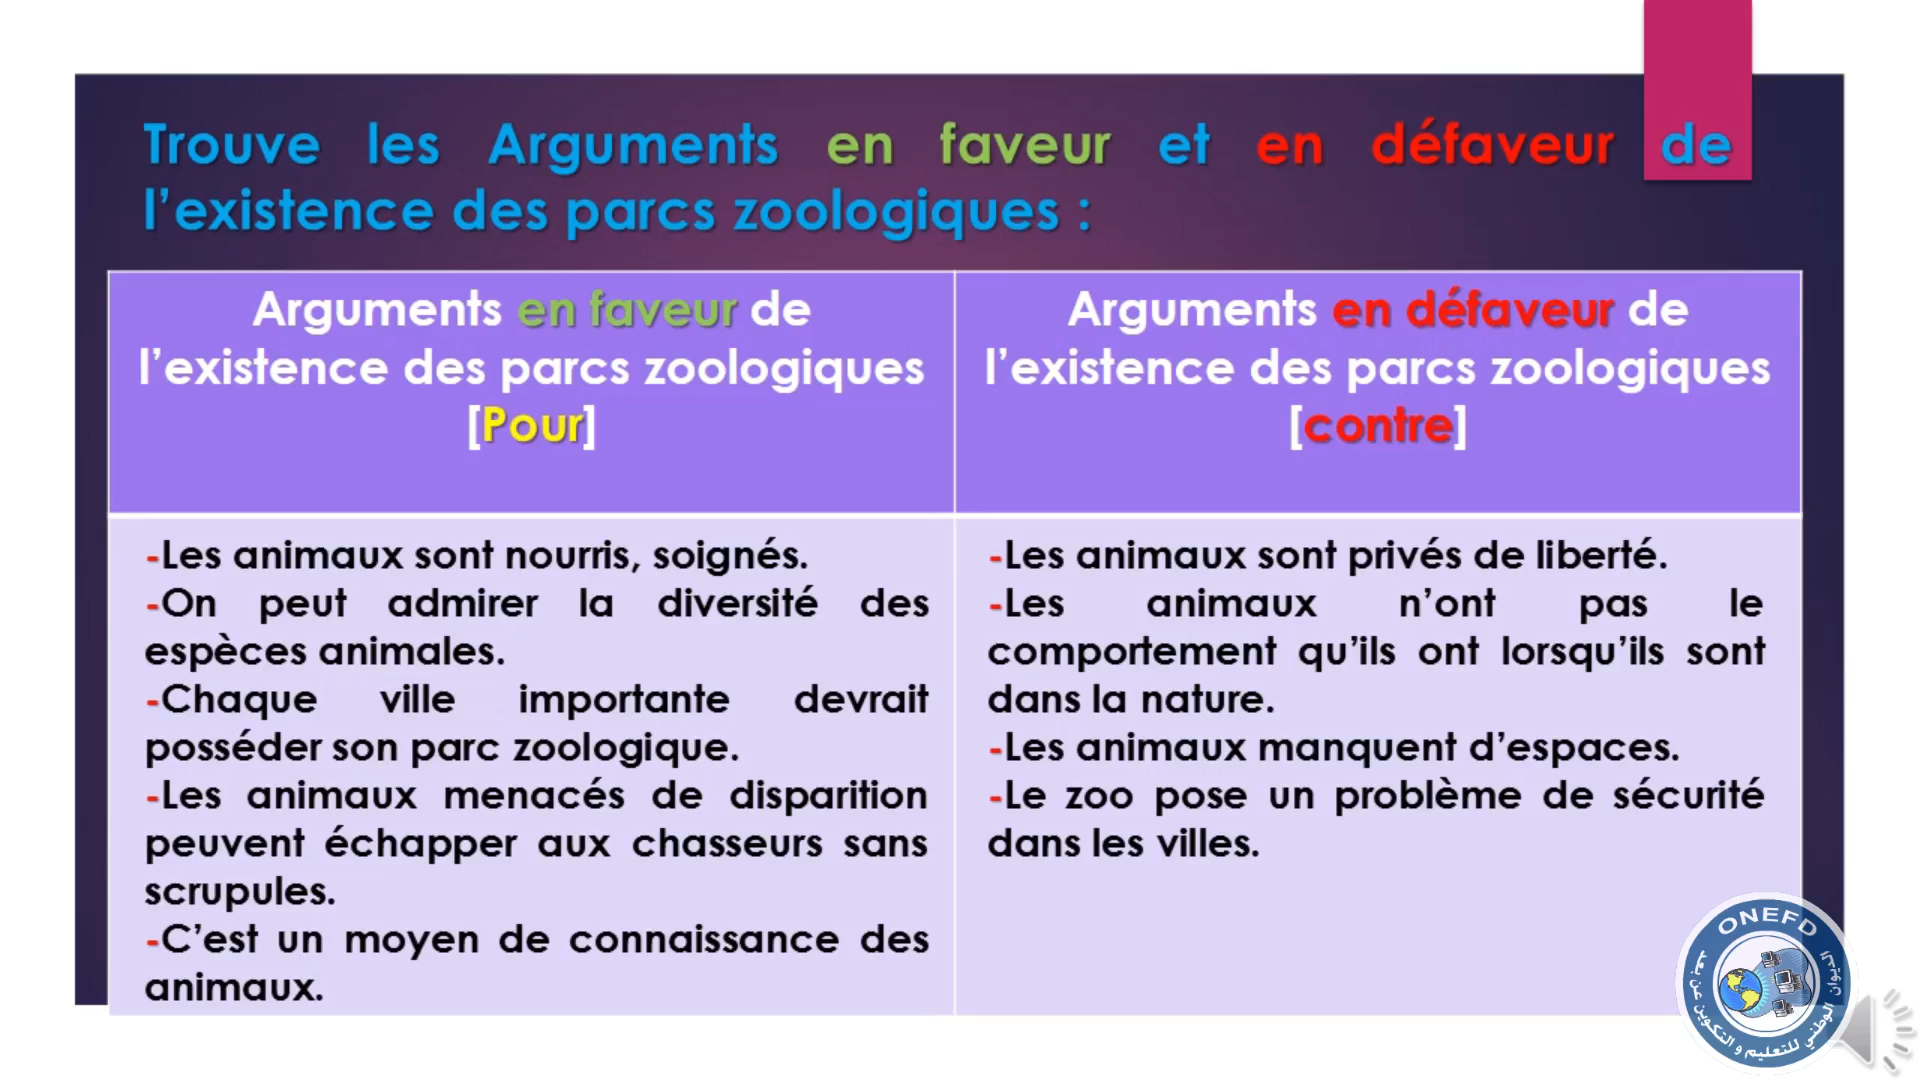 Trouve les Arguments en faveur et en défaveur de
l’existence des parcs zoologiques :
Arguments en faveur de
l’existence des parcs zoologiques
[Pour]
Arguments en défaveur de
l’existence des parcs zoologiques
[contre]
-Les animaux sont nourris, soignés.
-On peut admirer la diversité des
espèces animales.
-Chaque ville importante devrait
posséder son parc zoologique.
-Les animaux menacés de disparition
peuvent échapper aux chasseurs sans
scrupules.
-C’est un moyen de connaissance des
animaux.
-Les animaux sont privés de liberté.
-Les animaux n’ont pas le
comportement qu’ils ont lorsqu’ils sont
dans la nature.
-Les animaux manquent d’espaces.
-Le zoo pose un problème de sécurité
dans les villes.
ONEFD
الديوان الوطني للتعليم و التكوين عن بعد